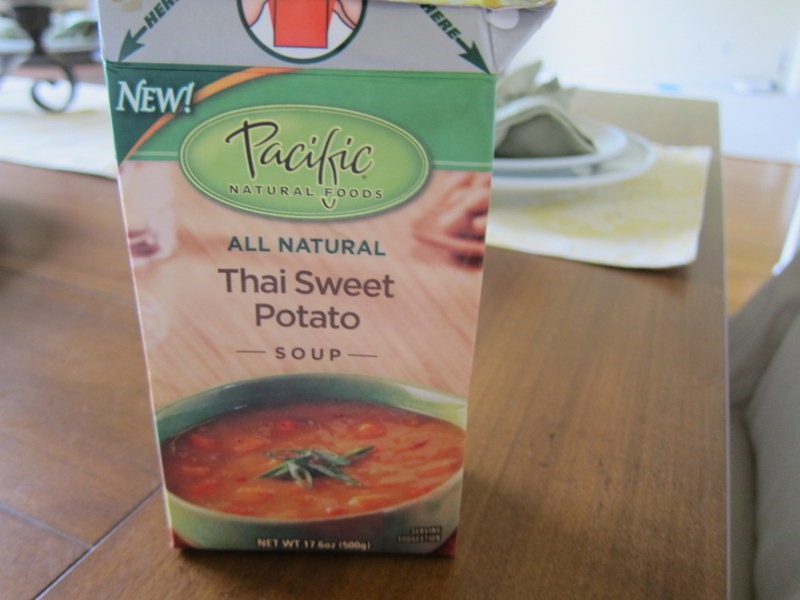 HERE
HERE
NEW!
Pacific®
NATURAL FOODS
ALL NATURAL
Thai Sweet
Potato
SOUP
SERVING
SUGGESTION
NET WT 17.6oz (500g)